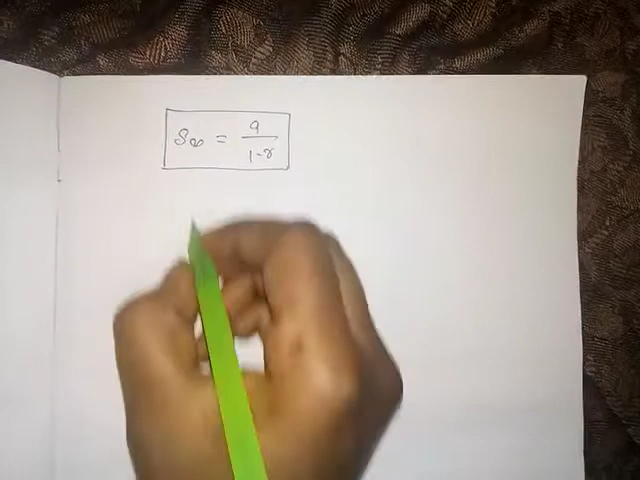 S∞ = a/1-r